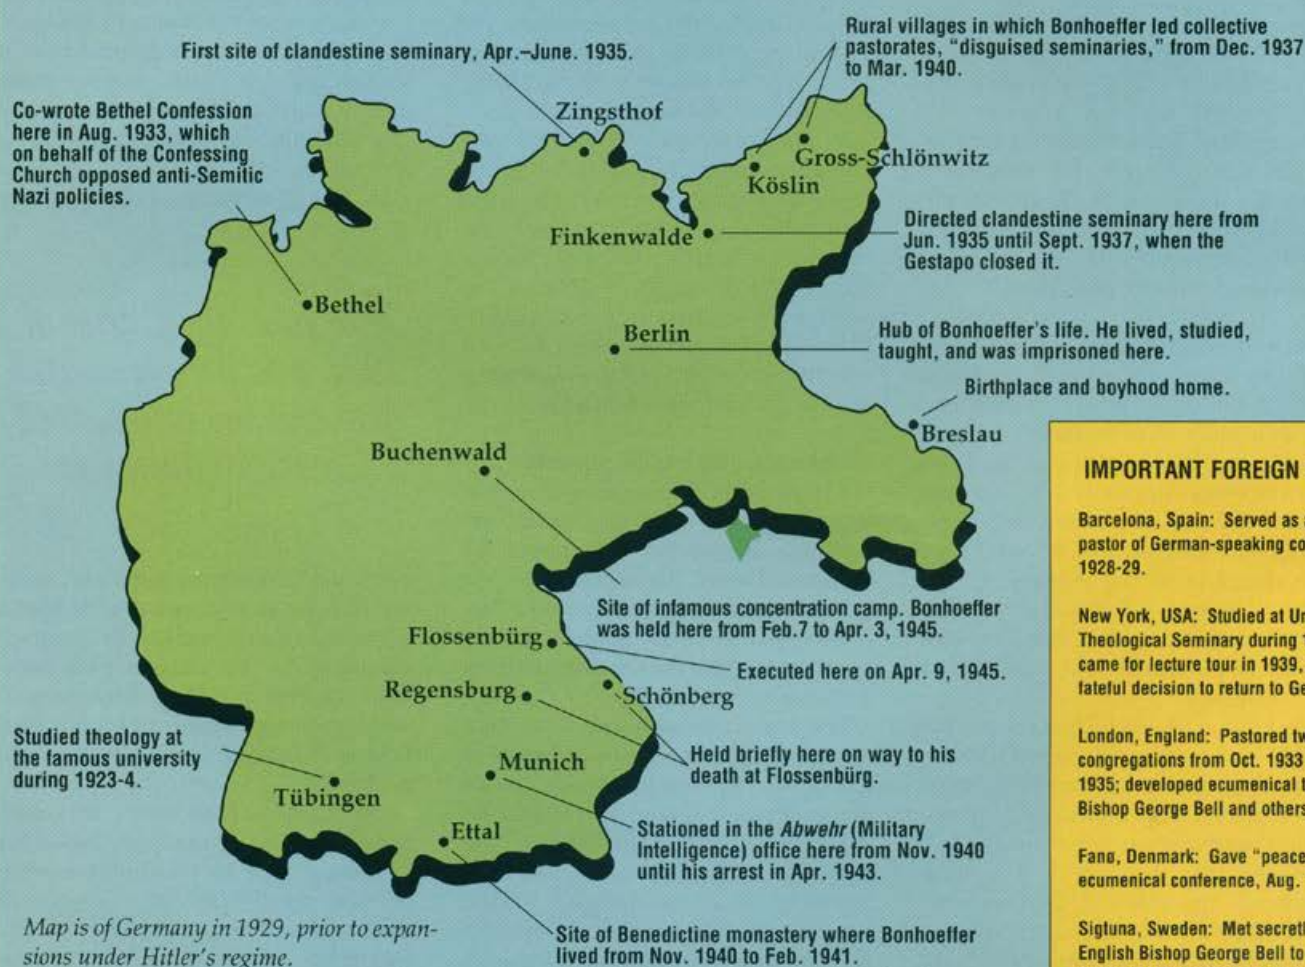 First site of clandestine seminary, Apr.–June. 1935.
Rural villages in which Bonhoeffer led collective
pastorates, “disguised seminaries,” from Dec. 1937
to Mar. 1940.
Co-wrote Bethel Confession
here in Aug. 1933, which
on behalf of the Confessing
Church opposed anti-Semitic
Nazi policies.
Zingsthof
Gross-Schlönwitz
Köslin
Finkenwalde
Directed clandestine seminary here from
Jun. 1935 until Sept. 1937, when the
Gestapo closed it.
Bethel
Berlin
Hub of Bonhoeffer's life. He lived, studied,
taught, and was imprisoned here.
Birthplace and boyhood home.
Breslau
Buchenwald
Site of infamous concentration camp. Bonhoeffer
was held here from Feb.7 to Apr. 3, 1945.
Flossenbürg
Executed here on Apr. 9, 1945.
Regensburg
Schönberg
Held briefly here on way to his
death at Flossenbürg.
Studied theology at
the famous university
during 1923-4.
Tübingen
Munich
Stationed in the Abwehr (Military
Intelligence) office here from Nov. 1940
until his arrest in Apr. 1943.
Ettal
Site of Benedictine monastery where Bonhoeffer
lived from Nov. 1940 to Feb. 1941.
Map is of Germany in 1929, prior to expan-
sions under Hitler's regime.
IMPORTANT FOREIGN
Barcelona, Spain: Served as
pastor of German-speaking
1928-29.
New York, USA: Studied at
Theological Seminary during
came for lecture tour in 1939,
fateful decision to return to
London, England: Pastored
congregations from Oct. 1933
1935; developed ecumenical
Bishop George Bell and others
Fanø, Denmark: Gave “peace
ecumenical conference, Aug.
Sigtuna, Sweden: Met
English Bishop George Bell to